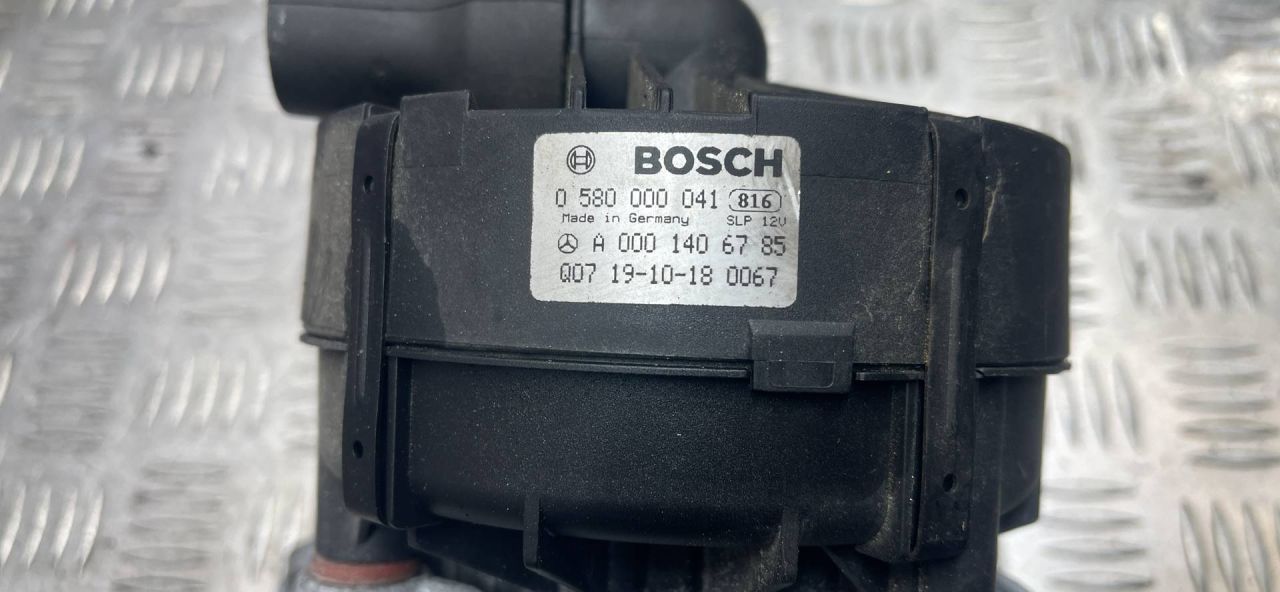 BOSCH
0 580 000 041 816
Made in Germany SLP 12V
A 000 140 67 85
Q07 19-10-18 0067